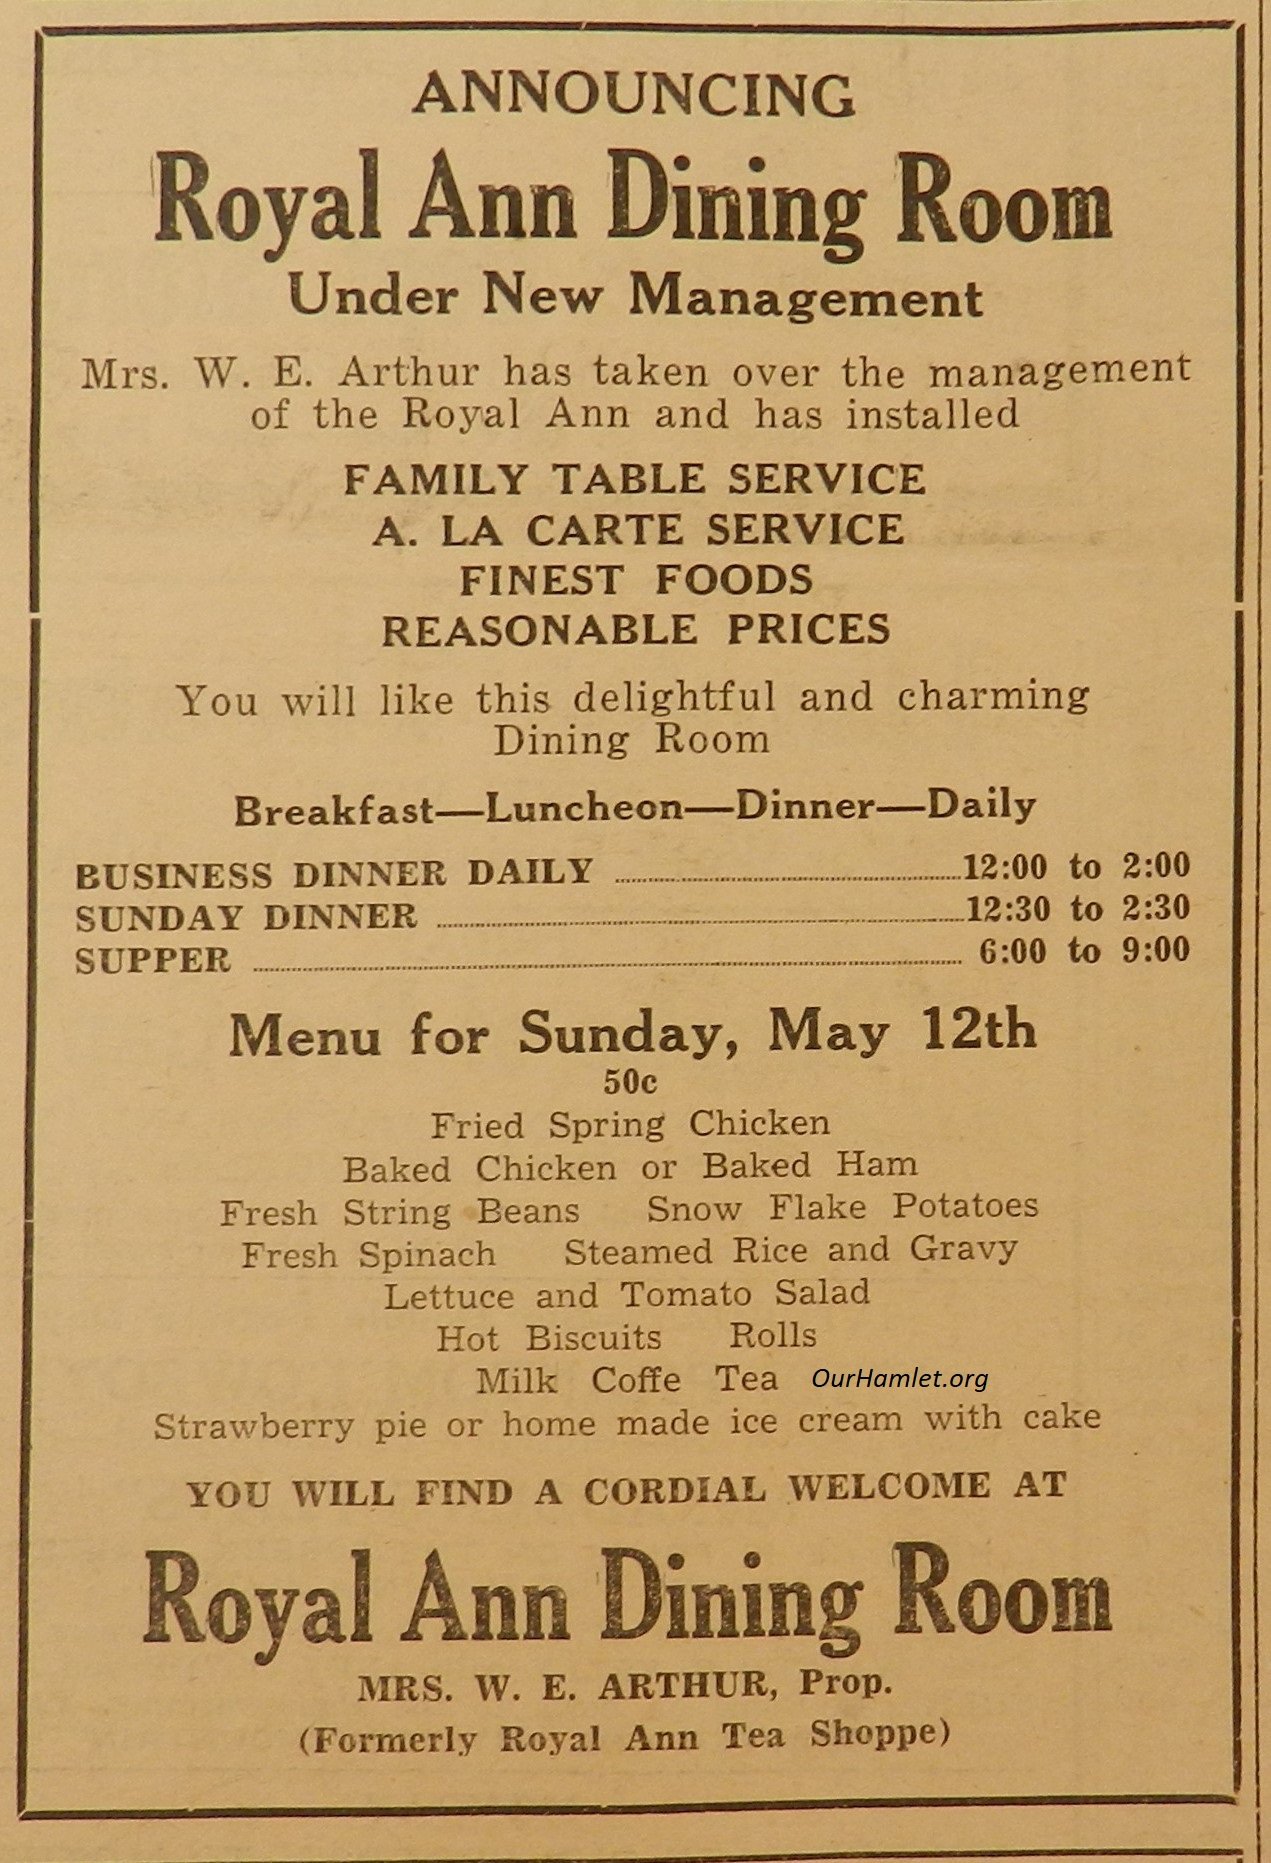 ANNOUNCING
Royal Ann Dining Room
Under New Management
Mrs. W. E. Arthur has taken over the management
of the Royal Ann and has installed
FAMILY TABLE SERVICE
A. LA CARTE SERVICE
FINEST FOODS
REASONABLE PRICES
You will like this delightful and charming
Dining Room
Breakfast—Luncheon—Dinner—Daily
BUSINESS DINNER DAILY ........ 12:00 to 2:00
SUNDAY DINNER ........ 12:30 to 2:30
SUPPER ........ 6:00 to 9:00
Menu for Sunday, May 12th
50c
Fried Spring Chicken
Baked Chicken or Baked Ham
Fresh String Beans Snow Flake Potatoes
Fresh Spinach Steamed Rice and Gravy
Lettuce and Tomato Salad
Hot Biscuits Rolls
Milk Coffe Tea OurHamlet.org
Strawberry pie or home made ice cream with cake
YOU WILL FIND A CORDIAL WELCOME AT
Royal Ann Dining Room
MRS. W. E. ARTHUR, Prop.
(Formerly Royal Ann Tea Shoppe)